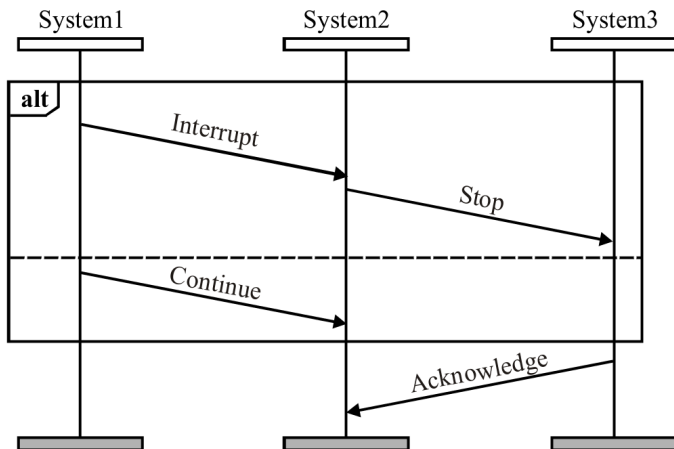 System1
System2
System3
alt
Interrupt
Stop
Continue
Acknowledge